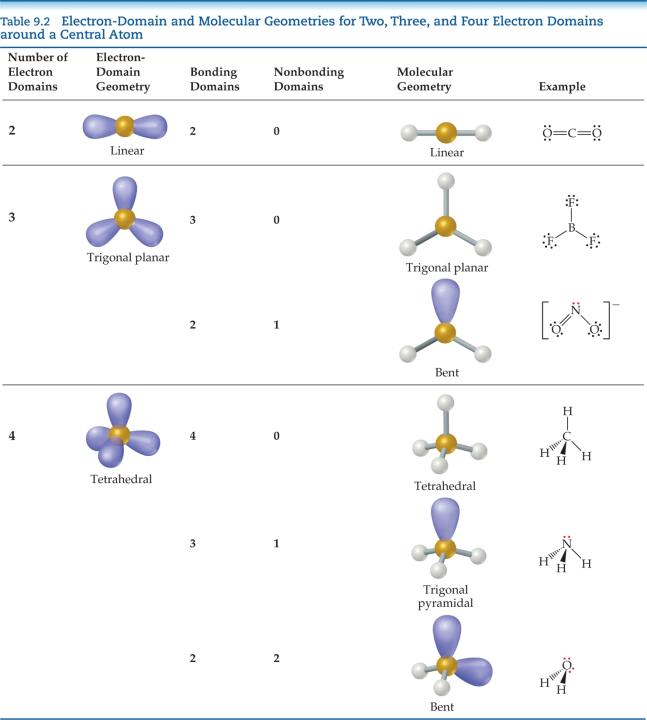 Table 9.2 Electron-Domain and Molecular Geometries for Two, Three, and Four Electron Domains
around a Central Atom
Number of Electron Domains
Electron-Domain Geometry
Bonding Domains
Nonbonding Domains
Molecular Geometry
Example
2
Linear
2
0
Linear
O=C=O
3
Trigonal planar
3
0
Trigonal planar
F
B
F
F
2
1
Bent
N
O
O
−
4
Tetrahedral
4
0
Tetrahedral
H
C
H
H
H
3
1
Trigonal
pyramidal
N
H
H
H
2
2
Bent
O
H
H